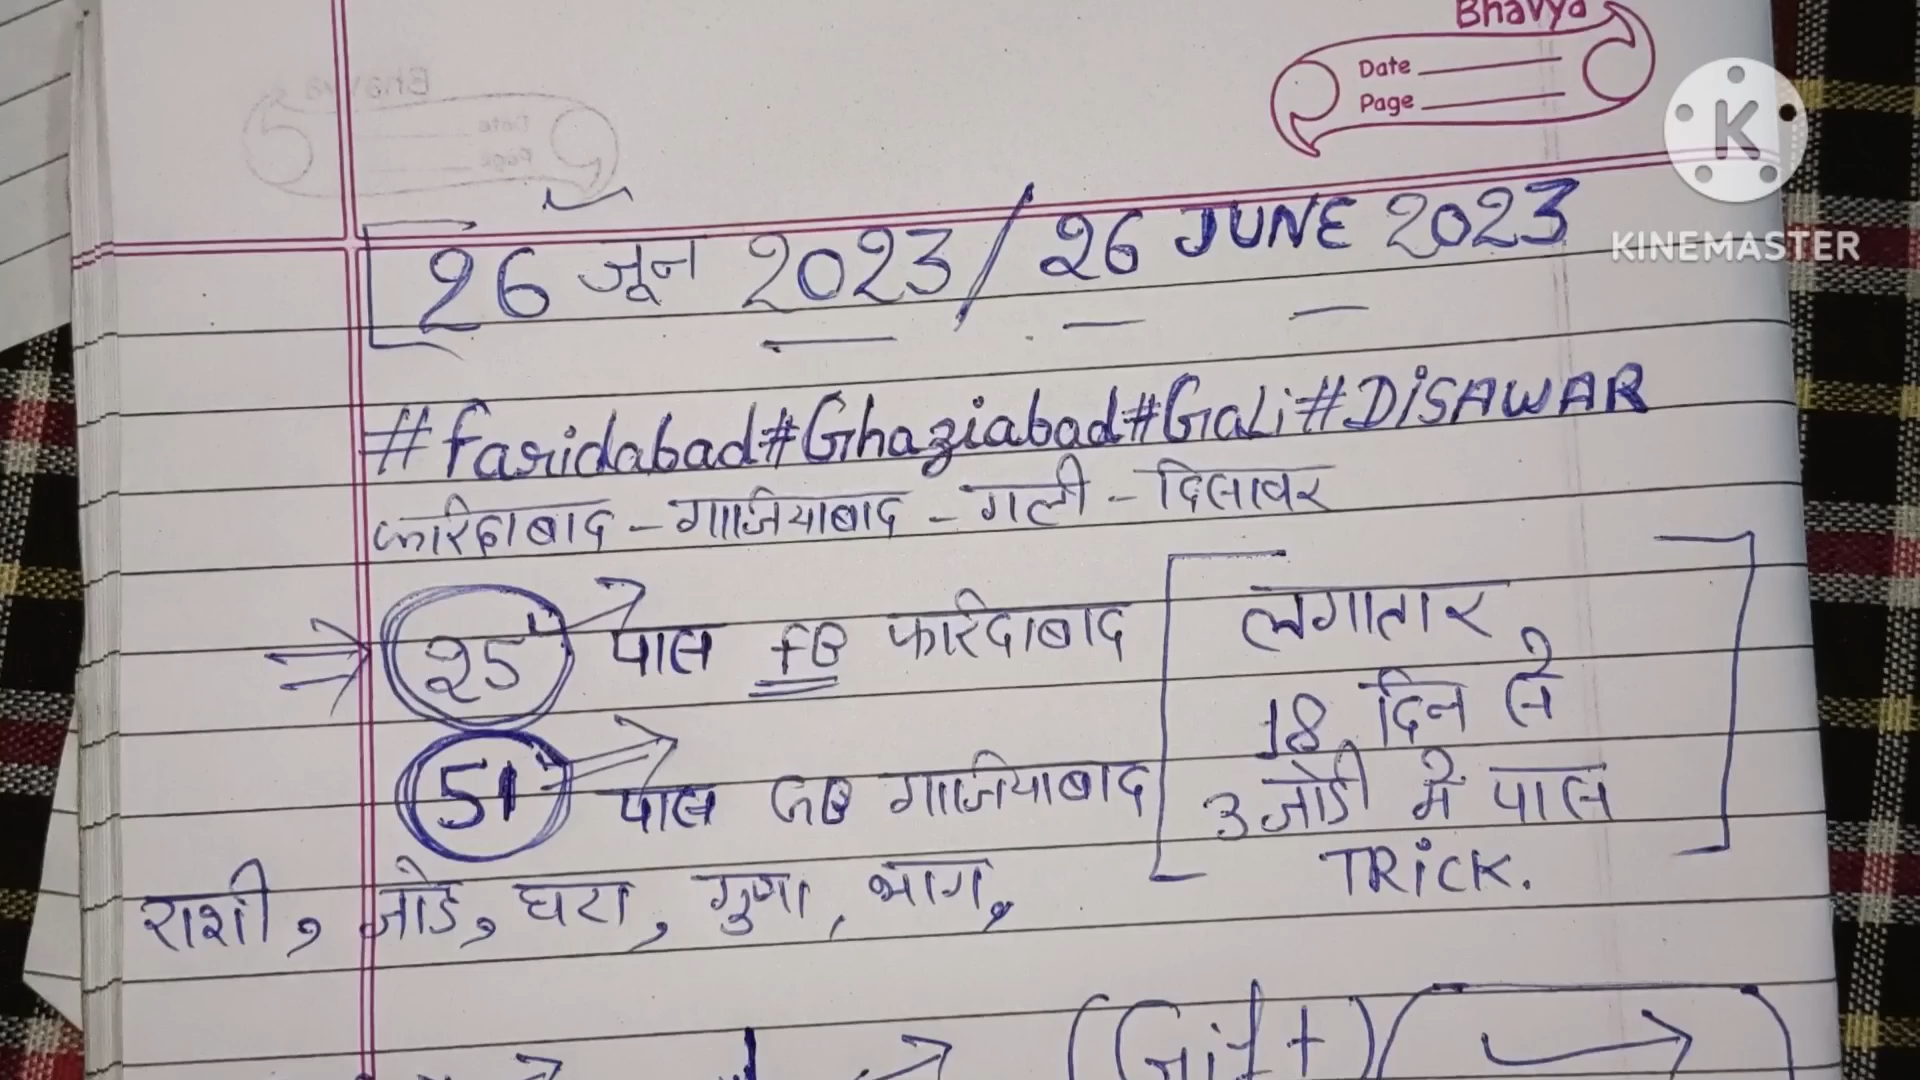 Bhavya
Date
Page
KINEMASTER
26 जून 2023 / 26 JUNE 2023
#faridabad#Ghaziabad#GaLi#DiSAWAR
फरिदाबाद - गाजियाबाद - गली - दिसावर
25 पास fB फरिदाबाद
51 पास GB गाजियाबाद
लगातार
18 दिन से
3 जोडी मे पास
TRiCK.
राशी, जोडे, घटा, गुणा, भाग,
(Gift)